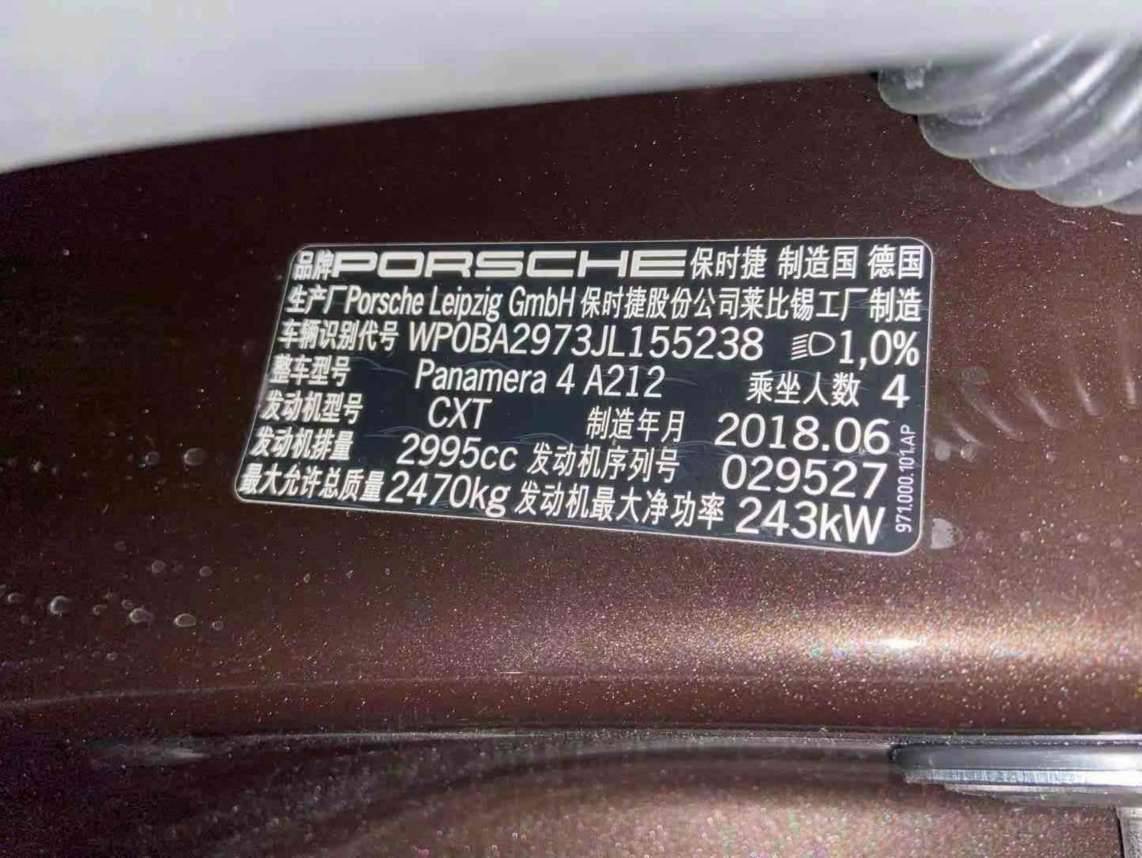 品牌PORSCHE保时捷 制造国 德国
生产厂Porsche Leipzig GmbH 保时捷股份公司莱比锡工厂制造
车辆识别代号 WP0BA2973JL155238 1,0%
整车型号 Panamera 4 A212 乘坐人数 4
发动机型号 CXT 制造年月 2018.06
发动机排量 2995cc 发动机序列号 029527
最大允许总质量 2470kg 发动机最大净功率 243kW
971.000.101.AP